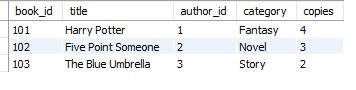 book_id title author_id category copies
101 Harry Potter 1 Fantasy 4
102 Five Point Someone 2 Novel 3
103 The Blue Umbrella 3 Story 2